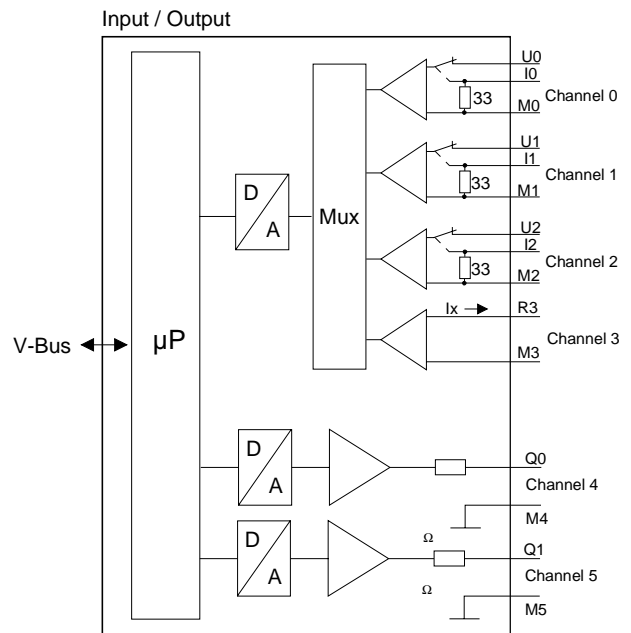 Input / Output
U0
I0
33
Channel 0
M0
U1
I1
33
Channel 1
M1
D
A
Mux
U2
I2
33
Channel 2
M2
Ix
R3
Channel 3
M3
V-Bus
µP
D
A
Q0
Channel 4
M4
D
A
Ω
Q1
Channel 5
Ω
M5